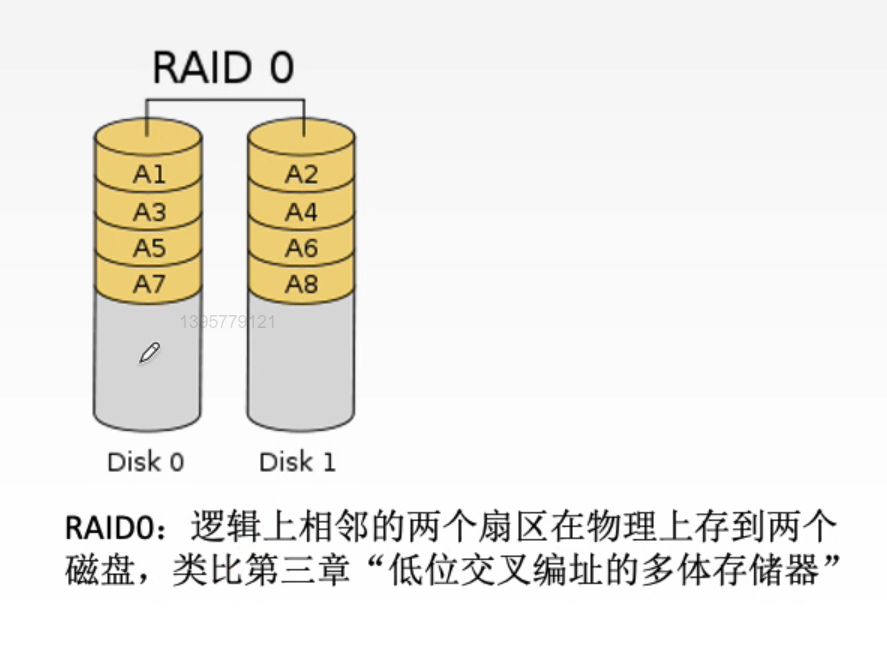 RAID 0
A1 A2
A3 A4
A5 A6
A7 A8
1395779121
Disk 0 Disk 1
RAID0：逻辑上相邻的两个扇区在物理上存到两个
磁盘，类比第三章“低位交叉编址的多体存储器”